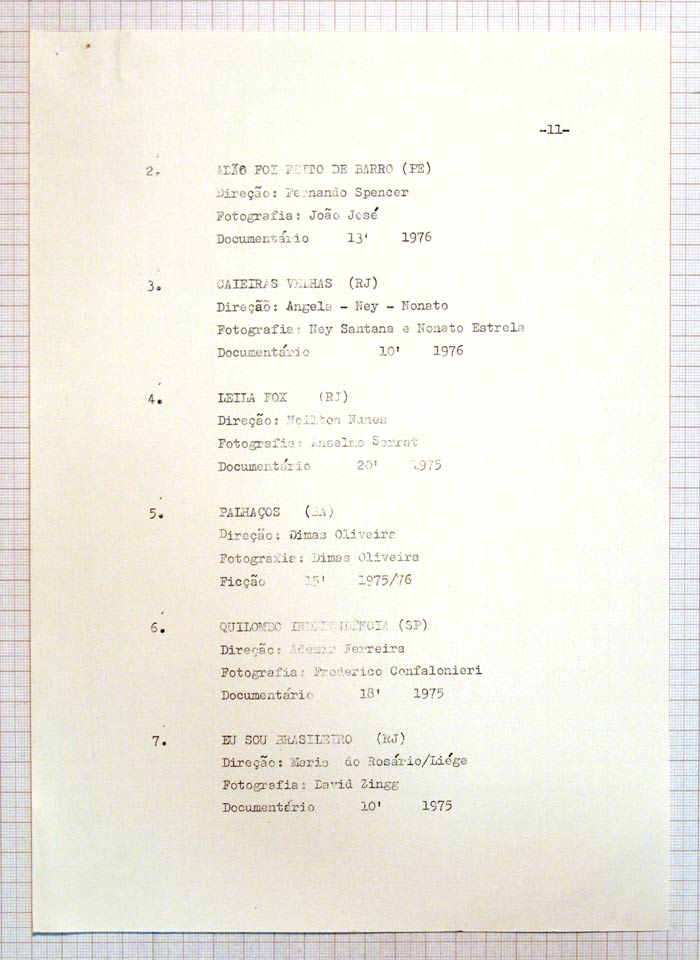 -11-
2. ADÃO FOI FEITO DE BARRO (PE)
Direção: Fernando Spencer
Fotografia: João José
Documentário 13' 1976
3. CAIEIRAS VELHAS (RJ)
Direção: Angela - Ney - Nonato
Fotografia: Ney Santana e Nonato Estrela
Documentário 10' 1976
4. LEILA FOX (RJ)
Direção: Noilton Nunes
Fotografia: Anselmo Serrat
Documentário 20' 1975
5. PALHAÇOS (BA)
Direção: Dimas Oliveira
Fotografia: Dimas Oliveira
Ficção 15' 1975/76
6. QUILOMBO INDEPENDÊNCIA (SP)
Direção: Ademir Ferreira
Fotografia: Frederico Confalonieri
Documentário 18' 1975
7. EU SOU BRASILEIRO (RJ)
Direção: Maria do Rosário/Liége
Fotografia: David Zingg
Documentário 10' 1975